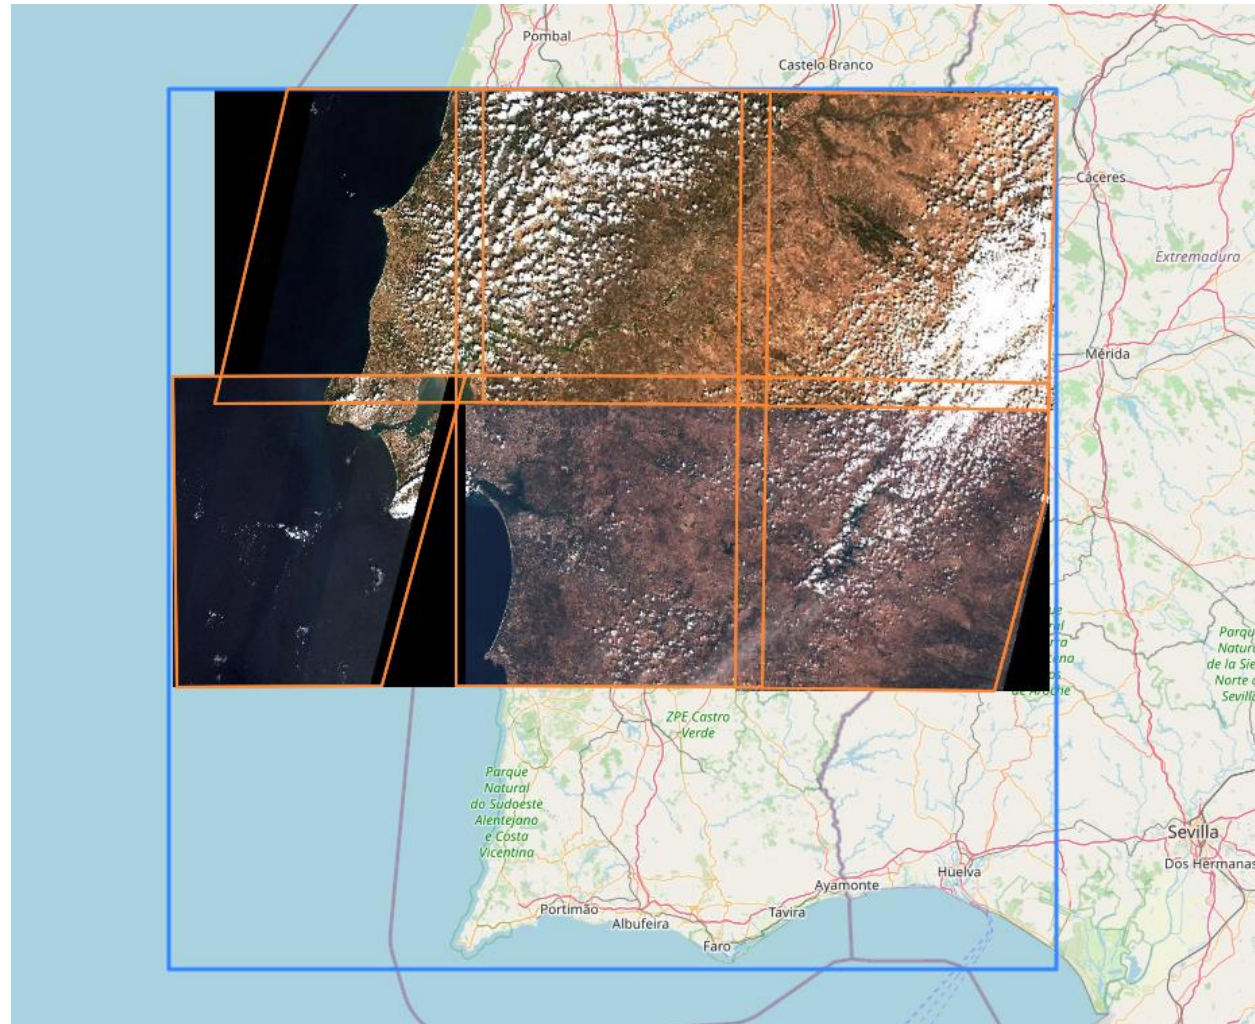 Pombal
Castelo Branco
Cáceres
Extremadura
Mérida
Parque
Natural
de la Sie
Norte d
Sevilla
ZPE Castro
Verde
Parque
Natural
do Sudoeste
Alentejano
e Costa
Vicentina
Sevilla
Dos Hermanas
Huelva
Ayamonte
Portimão
Tavira
Albufeira
Faro